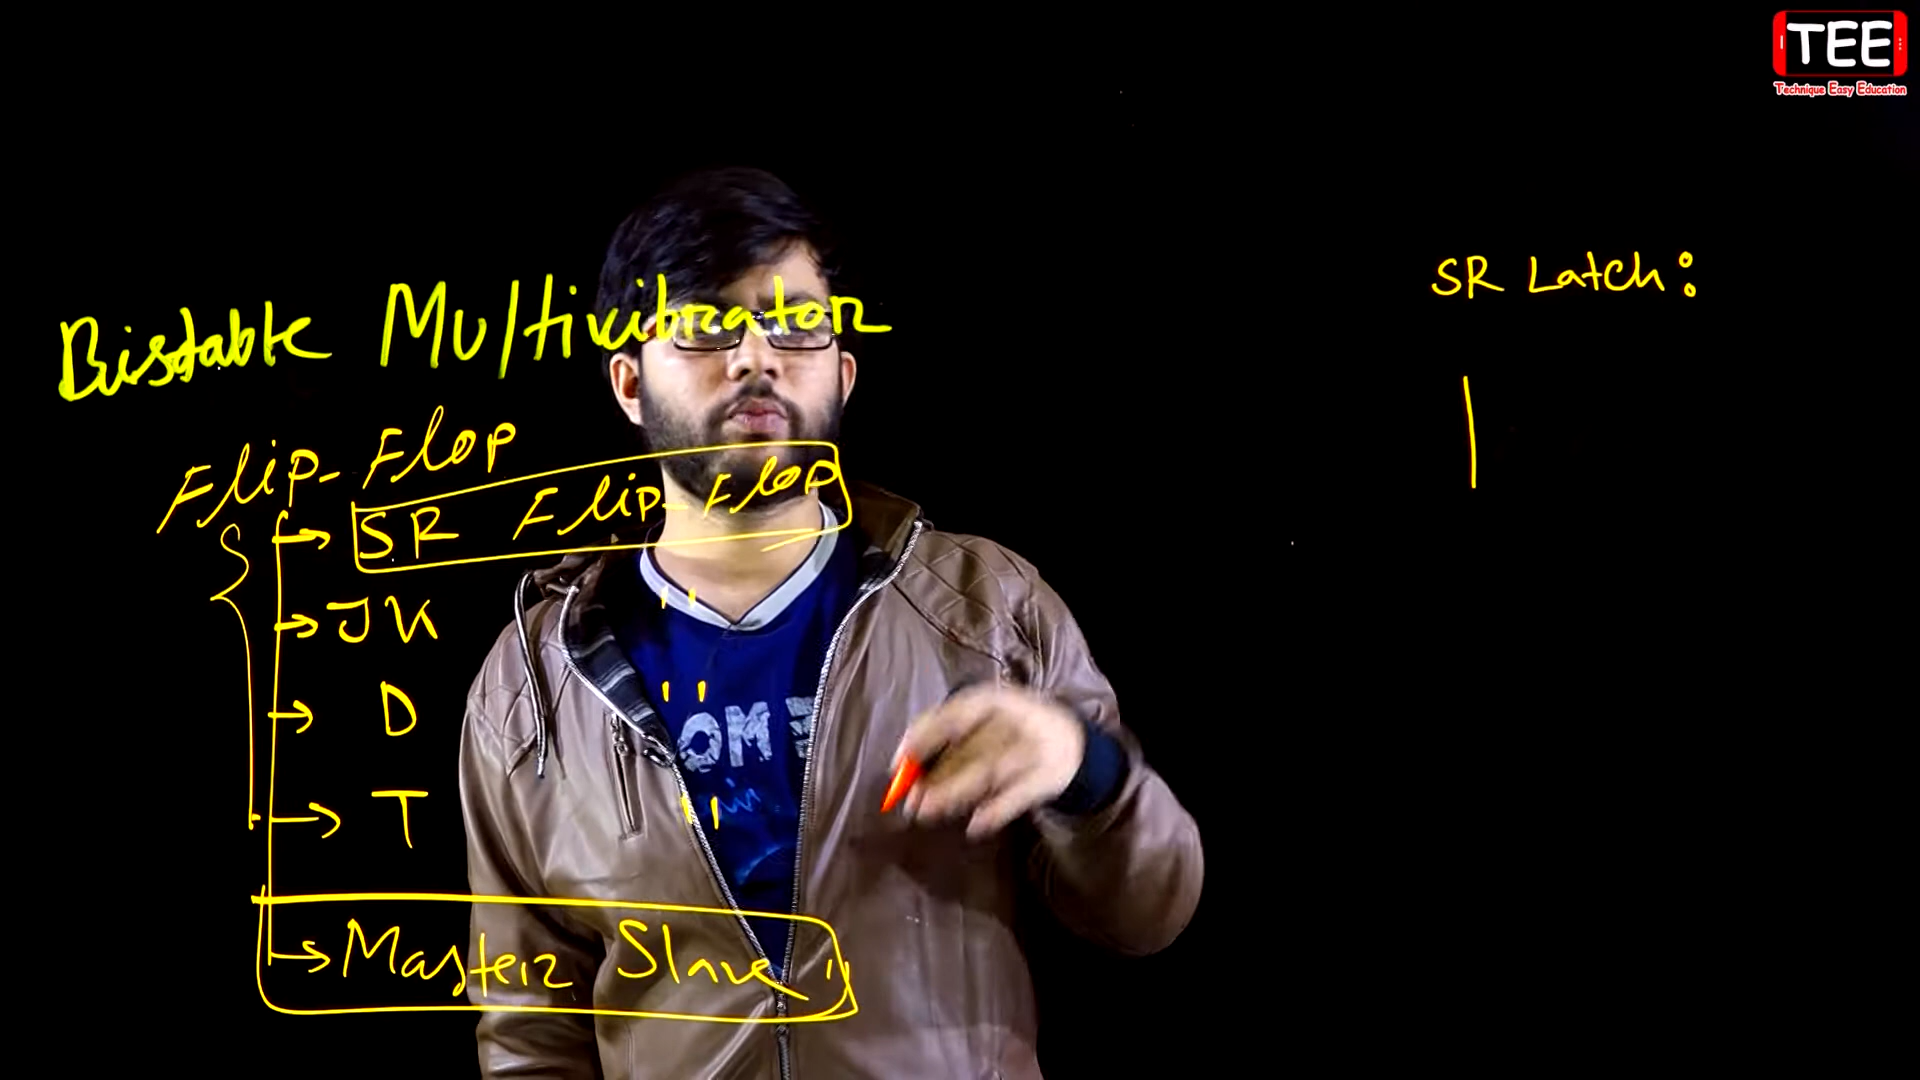 TEE
Technique Easy Education
SR Latch:
Bistable Multivibrator
Flip-Flop
→ SR Flip-Flop
→ JK "
→ D "
→ T "
→ Master Slave "